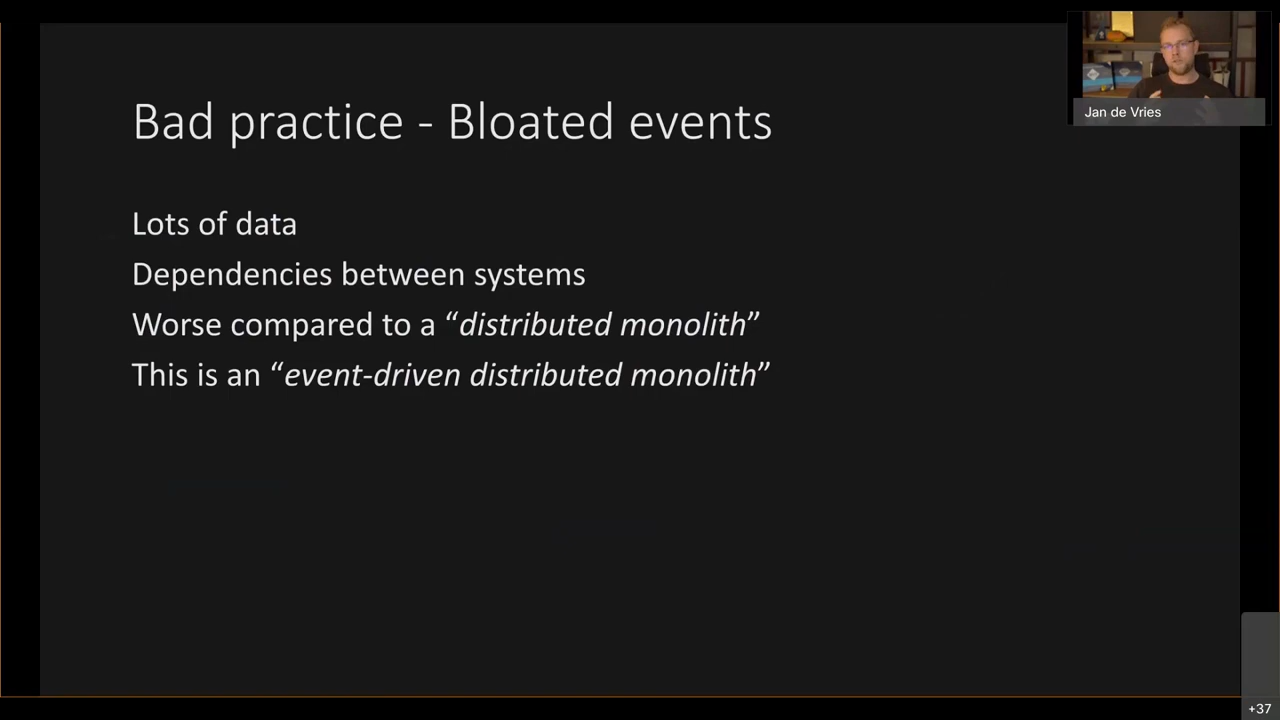 Bad practice - Bloated events
Jan de Vries
Lots of data
Dependencies between systems
Worse compared to a “distributed monolith”
This is an “event-driven distributed monolith”
+37